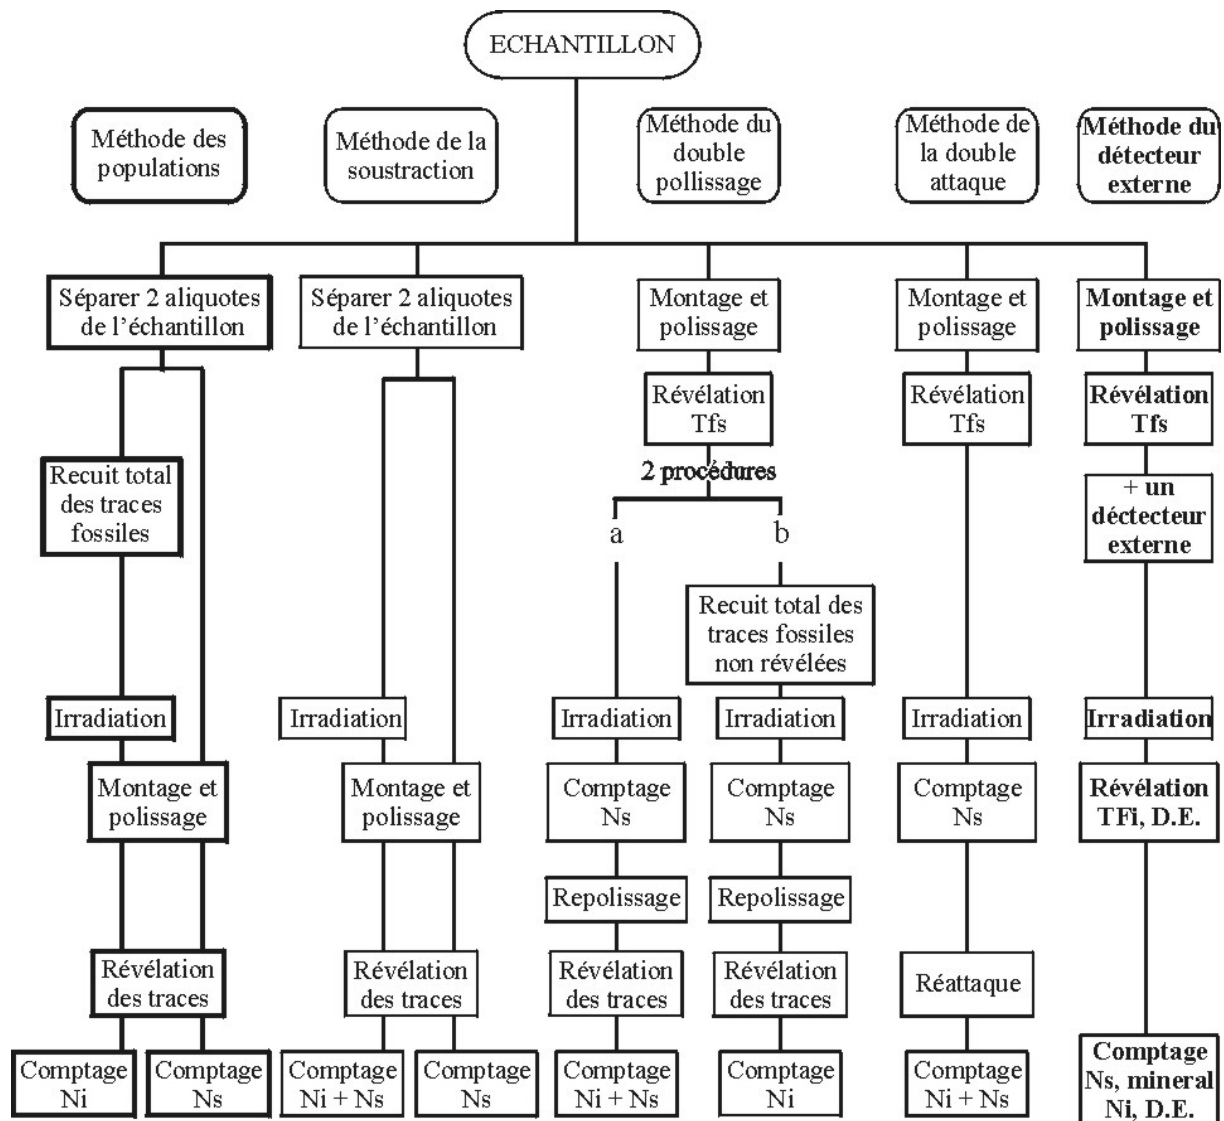 ECHANTILLON
Méthode des
populations
Méthode de la
soustraction
Méthode du
double
pollissage
Méthode de
la double
attaque
Méthode du
détecteur
externe
Séparer 2 aliquotes
de l'échantillon
Séparer 2 aliquotes
de l'échantillon
Montage et
polissage
Montage et
polissage
Montage et
polissage
Révélation
Tfs
Révélation
Tfs
Révélation
Tfs
Recuit total
des traces
fossiles
2 procédures
a
b
+ un
déctecteur
externe
Recuit total des
traces fossiles
non révélées
Irradiation
Irradiation
Irradiation
Irradiation
Irradiation
Irradiation
Montage et
polissage
Montage et
polissage
Comptage
Ns
Comptage
Ns
Comptage
Ns
Révélation
TFi, D.E.
Repolissage
Repolissage
Révélation
des traces
Révélation
des traces
Révélation
des traces
Révélation
des traces
Réattaque
Comptage
Ni
Comptage
Ns
Comptage
Ni + Ns
Comptage
Ns
Comptage
Ni + Ns
Comptage
Ni
Comptage
Ni + Ns
Comptage
Ns, mineral
Ni, D.E.